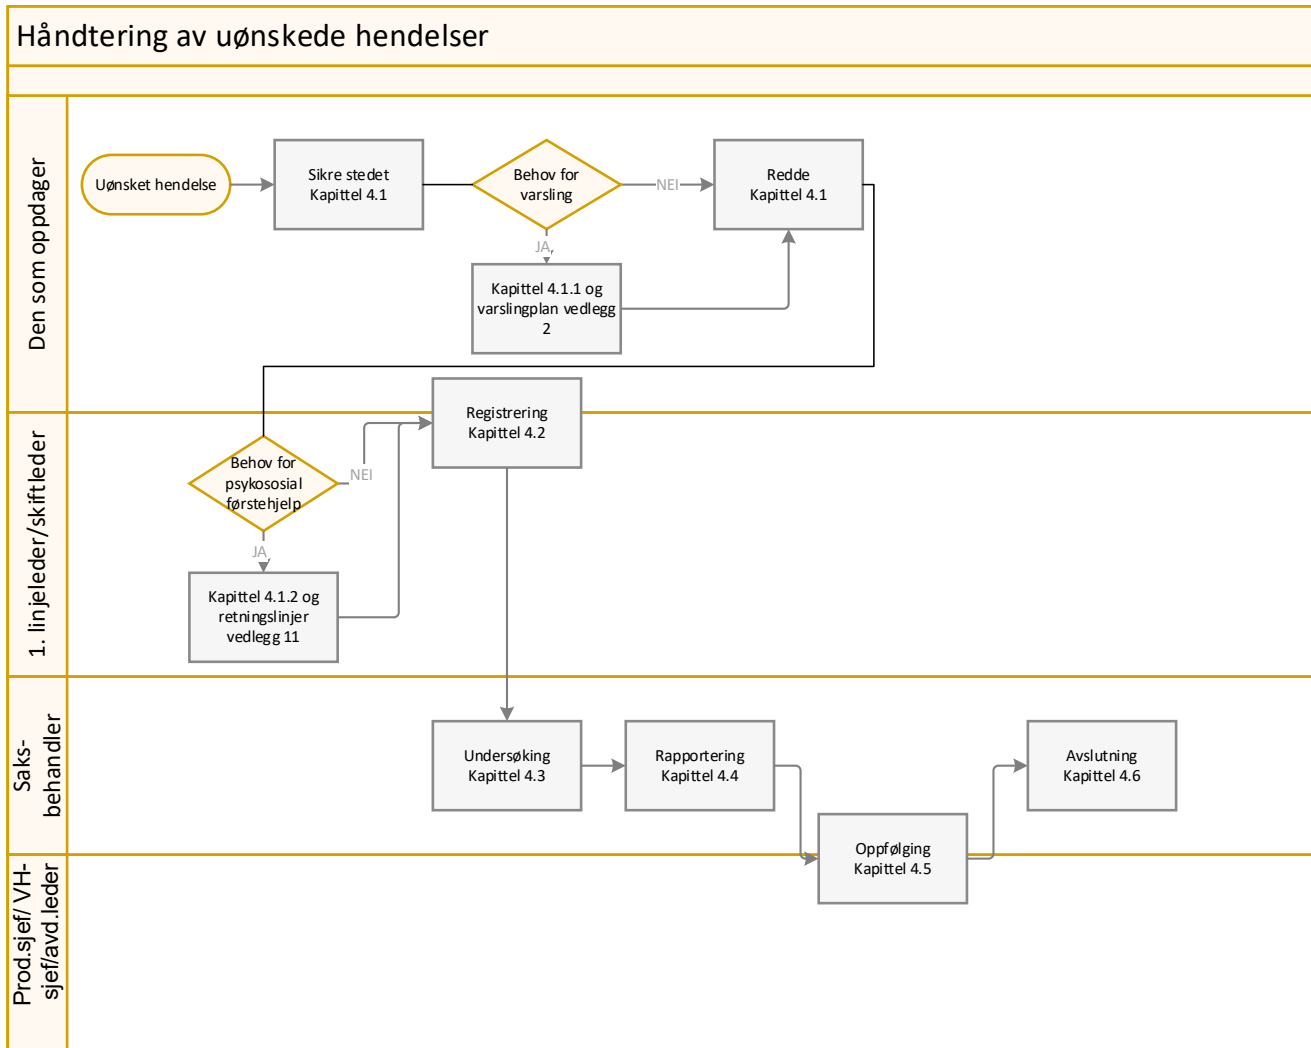 Håndtering av uønskede hendelser
Den som oppdager
Uønsket hendelse
Sikre stedet
Kapittel 4.1
Behov for
varsling
NEI
Redde
Kapittel 4.1
JA
Kapittel 4.1.1 og
varslingplan vedlegg
2
1. linjeleder/skiftleder
Registrering
Kapittel 4.2
Behov for
psykososial
førstehjelp
NEI
JA
Kapittel 4.1.2 og
retningslinjer
vedlegg 11
Saks-
behandler
Undersøking
Kapittel 4.3
Rapportering
Kapittel 4.4
Avslutning
Kapittel 4.6
Oppfølging
Kapittel 4.5
Prod.sjef/ VH-
sjef/avd.leder